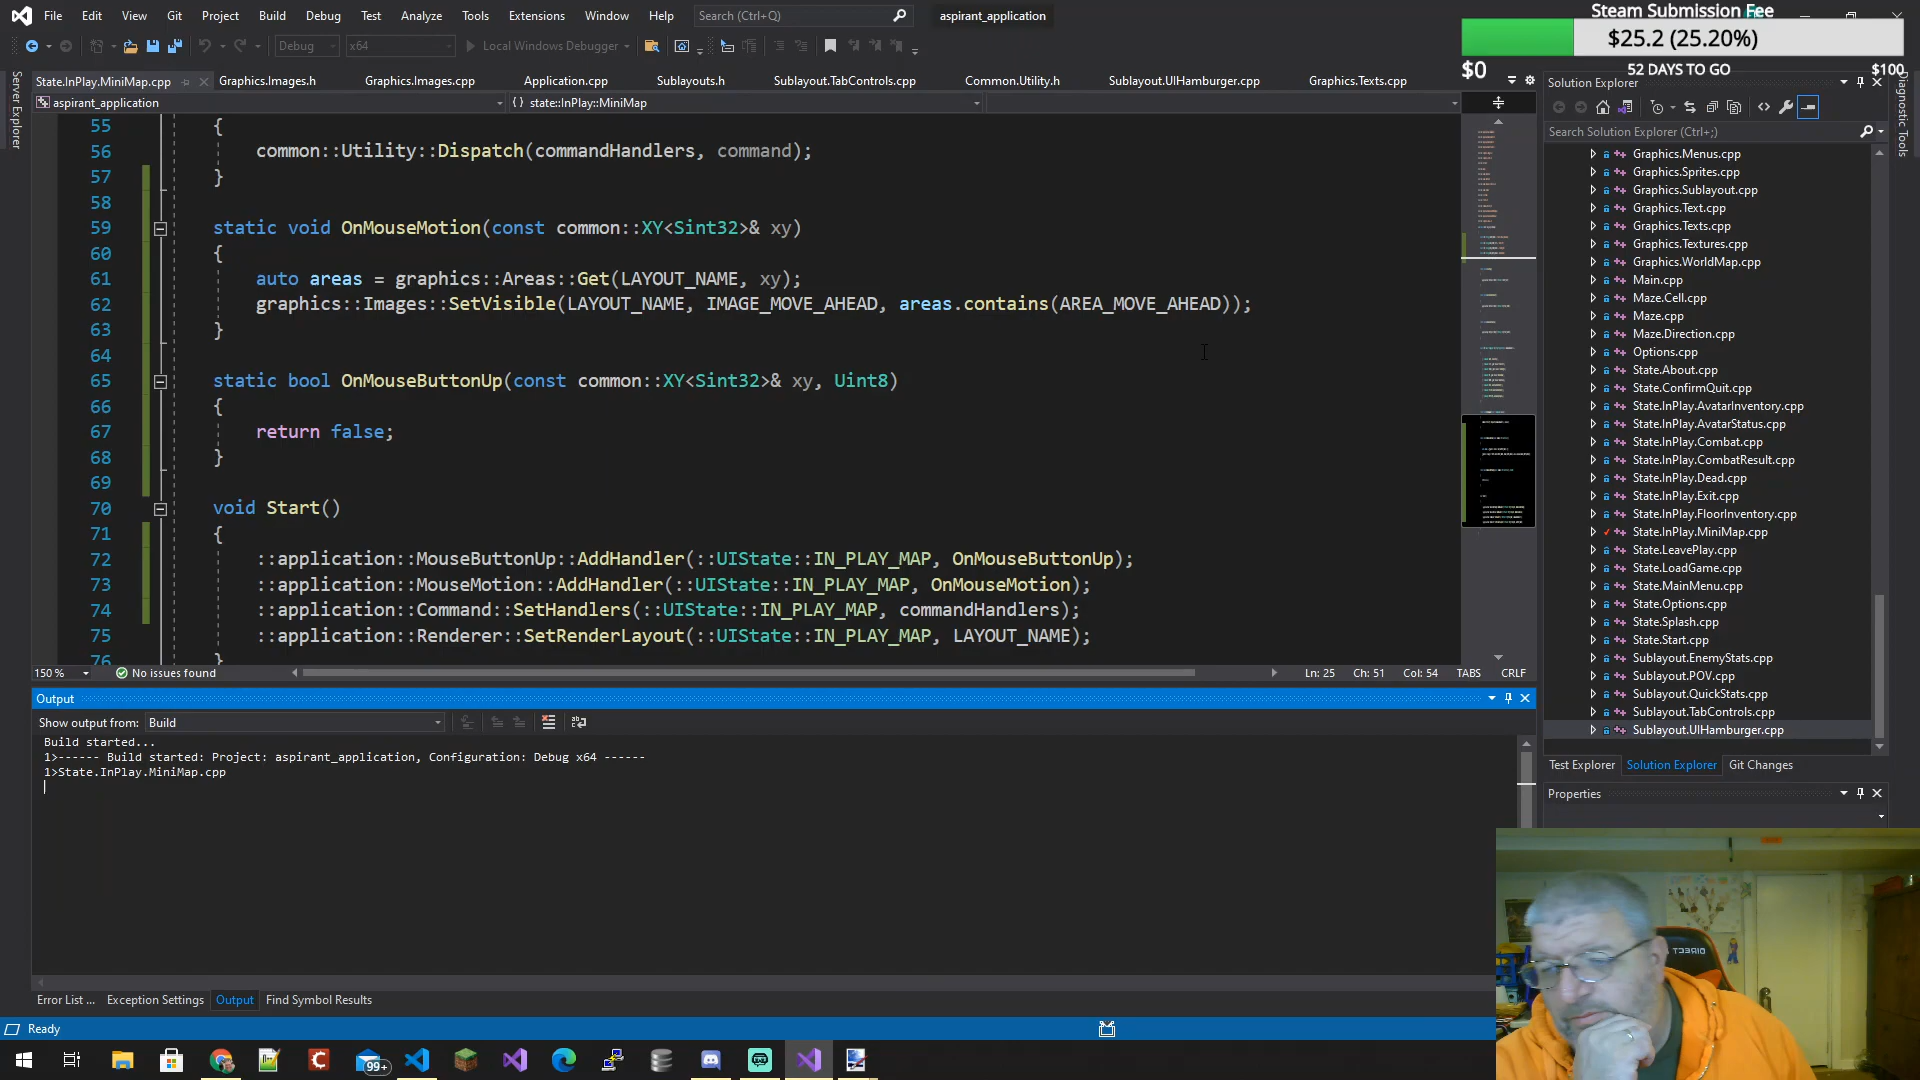 File Edit View Git Project Build Debug Test Analyze Tools Extensions Window Help Search (Ctrl+Q) aspirant_application
Steam Submission Fee
$25.2 (25.20%)
$0 52 DAYS TO GO $100
Debug x64 Local Windows Debugger
Server Explorer
State.InPlay.MiniMap.cpp Graphics.Images.h Graphics.Images.cpp Application.cpp Sublayouts.h Sublayout.TabControls.cpp Common.Utility.h Sublayout.UIHamburger.cpp Graphics.Texts.cpp
aspirant_application {} state::InPlay::MiniMap
55 {
56 common::Utility::Dispatch(commandHandlers, command);
57 }
58
59 static void OnMouseMotion(const common::XY<Sint32>& xy)
60 {
61 auto areas = graphics::Areas::Get(LAYOUT_NAME, xy);
62 graphics::Images::SetVisible(LAYOUT_NAME, IMAGE_MOVE_AHEAD, areas.contains(AREA_MOVE_AHEAD));
63 }
64
65 static bool OnMouseButtonUp(const common::XY<Sint32>& xy, Uint8)
66 {
67 return false;
68 }
69
70 void Start()
71 {
72 ::application::MouseButtonUp::AddHandler(::UIState::IN_PLAY_MAP, OnMouseButtonUp);
73 ::application::MouseMotion::AddHandler(::UIState::IN_PLAY_MAP, OnMouseMotion);
74 ::application::Command::SetHandlers(::UIState::IN_PLAY_MAP, commandHandlers);
75 ::application::Renderer::SetRenderLayout(::UIState::IN_PLAY_MAP, LAYOUT_NAME);
76 }
150 % No issues found Ln: 25 Ch: 51 Col: 54 TABS CRLF
Output
Show output from: Build
Build started...
1>------ Build started: Project: aspirant_application, Configuration: Debug x64 ------
1>State.InPlay.MiniMap.cpp
Error List ... Exception Settings Output Find Symbol Results
Ready
Solution Explorer
Search Solution Explorer (Ctrl+;)
Graphics.Menus.cpp
Graphics.Sprites.cpp
Graphics.Sublayout.cpp
Graphics.Text.cpp
Graphics.Texts.cpp
Graphics.Textures.cpp
Graphics.WorldMap.cpp
Main.cpp
Maze.Cell.cpp
Maze.cpp
Maze.Direction.cpp
Options.cpp
State.About.cpp
State.ConfirmQuit.cpp
State.InPlay.AvatarInventory.cpp
State.InPlay.AvatarStatus.cpp
State.InPlay.Combat.cpp
State.InPlay.CombatResult.cpp
State.InPlay.Dead.cpp
State.InPlay.Exit.cpp
State.InPlay.FloorInventory.cpp
State.InPlay.MiniMap.cpp
State.LeavePlay.cpp
State.LoadGame.cpp
State.MainMenu.cpp
State.Options.cpp
State.Splash.cpp
State.Start.cpp
Sublayout.EnemyStats.cpp
Sublayout.POV.cpp
Sublayout.QuickStats.cpp
Sublayout.TabControls.cpp
Sublayout.UIHamburger.cpp
Test Explorer Solution Explorer Git Changes
Properties
Diagnostic Tools
99+
DIRECT